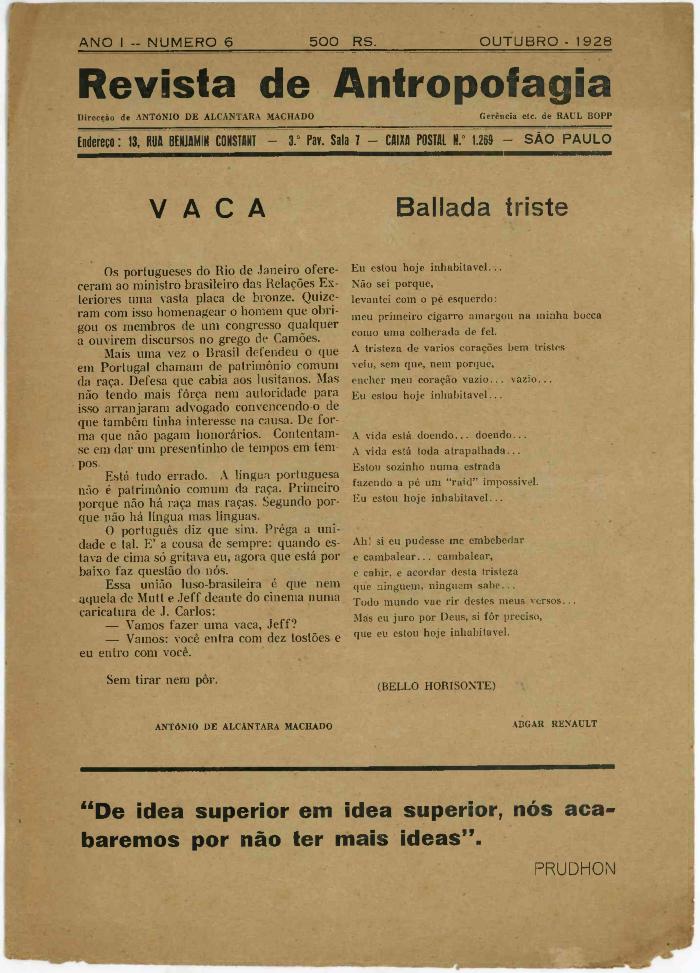 ANO I -- NUMERO 6 500 RS. OUTUBRO - 1928
Revista de Antropofagia
Direcção de ANTÓNIO DE ALCÂNTARA MACHADO Gerência etc. de RAUL BOPP
Endereço: 13, RUA BENJAMIN CONSTANT — 3.° Pav. Sala 7 — CAIXA POSTAL N.° 1.269 — SÃO PAULO
VACA
Os portugueses do Rio de Janeiro ofere-
ceram ao ministro brasileiro das Relações Ex-
teriores uma vasta placa de bronze. Quize-
ram com isso homenagear o homem que obri-
gou os membros de um congresso qualquer
a ouvirem discursos no grego de Camões.
Mais uma vez o Brasil defendeu o que
em Portugal chamam de patrimônio comum
da raça. Defesa que cabia aos lusitanos. Mas
não tendo mais fôrça nem autoridade para
isso arranjaram advogado convencendo-o de
que também tinha interesse na causa. De for-
ma que não pagam honorários. Contentam-
se em dar um presentinho de tempos em tem-
pos.
Está tudo errado. A língua portuguesa
não é patrimônio comum da raça. Primeiro
porque não há raça mas raças. Segundo por-
que não há língua mas línguas.
O português diz que sim. Préga a uni-
dade e tal. E' a cousa de sempre: quando es-
tava de cima só gritava eu, agora que está por
baixo faz questão do nós.
Essa união luso-brasileira é que nem
aquela de Mutt e Jeff deante do cinema numa
caricatura de J. Carlos:
— Vamos fazer uma vaca, Jeff?
— Vamos: você entra com dez tostões e
eu entro com você.
Sem tirar nem pôr.
ANTÓNIO DE ALCÂNTARA MACHADO
Ballada triste
Eu estou hoje inhabitavel...
Não sei porque,
levantei com o pé esquerdo:
meu primeiro cigarro amargou na minha bocca
como uma colherada de fel.
A tristeza de varios corações bem tristes
veiu, sem que, nem porque,
encher meu coração vazio... vazio...
Eu estou hoje inhabitavel...
A vida está doendo... doendo...
A vida está toda atrapalhada...
Estou sozinho numa estrada
fazendo a pé um "raid" impossivel.
Eu estou hoje inhabitavel...
Ah! si eu pudesse me embebedar
e cambalear... cambalear,
e cahir, e acordar desta tristeza
que ninguem, ninguem sabe...
Todo mundo vae rir destes meus versos...
Mas eu juro por Deus, si fôr preciso,
que eu estou hoje inhabitavel.
(BELLO HORISONTE)
ABGAR RENAULT
“De idea superior em idea superior, nós aca-
baremos por não ter mais ideas”.
PRUDHON